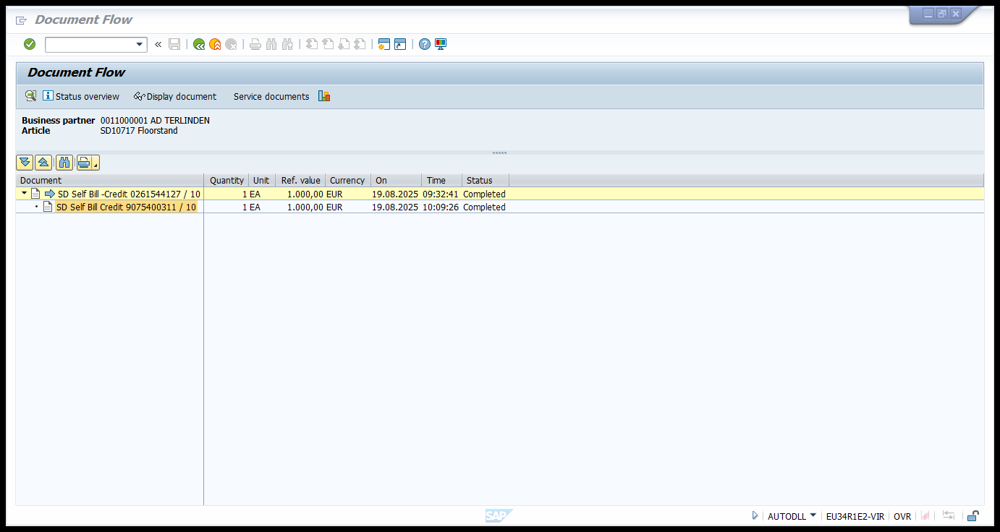 Document Flow
Document Flow
Status overview Display document Service documents
Business partner 0011000001 AD TERLINDEN
Article SD10717 Floorstand
Document Quantity Unit Ref. value Currency On Time Status
SD Self Bill -Credit 0261544127 / 10 1 EA 1.000,00 EUR 19.08.2025 09:32:41 Completed
SD Self Bill Credit 9075400311 / 10 1 EA 1.000,00 EUR 19.08.2025 10:09:26 Completed
SAP AUTODLL EU34R1E2-VIR OVR